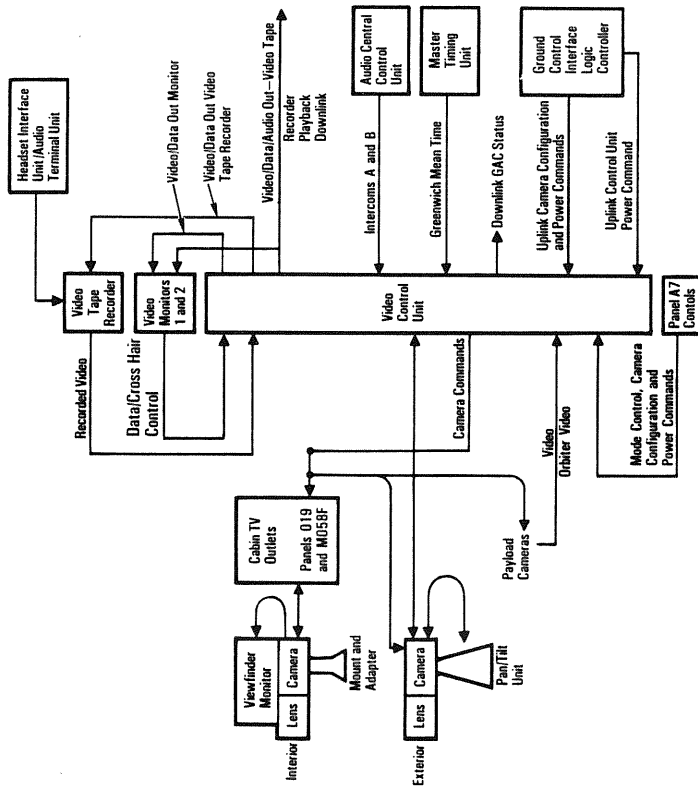 Headset Interface
Unit/Audio
Terminal Unit
Video/Data Out Monitor
Video/Data Out Video
Tape Recorder
Video/Data/Audio Out—Video Tape
Recorder
Playback
Downlink
Audio Central
Control
Unit
Master
Timing
Unit
Ground Control
Interface
Logic
Controller
Intercoms A and B
Greenwich Mean Time
Downlink GAC Status
Uplink Camera Configuration
and Power Commands
Uplink Control Unit
Power Command
Video
Tape
Recorder
Video
Monitors
1 and 2
Video
Control
Unit
Panel A7
Contols
Recorded Video
Data/Cross Hair
Control
Camera Commands
Video
Orbiter Video
Mode Control, Camera
Configuration and
Power Commands
Cabin TV
Outlets
Panels 019
and M058F
Payload
Cameras
Viewfinder
Monitor
Lens
Camera
Mount and
Adapter
Interior
Lens
Camera
Pan/Tilt
Unit
Exterior